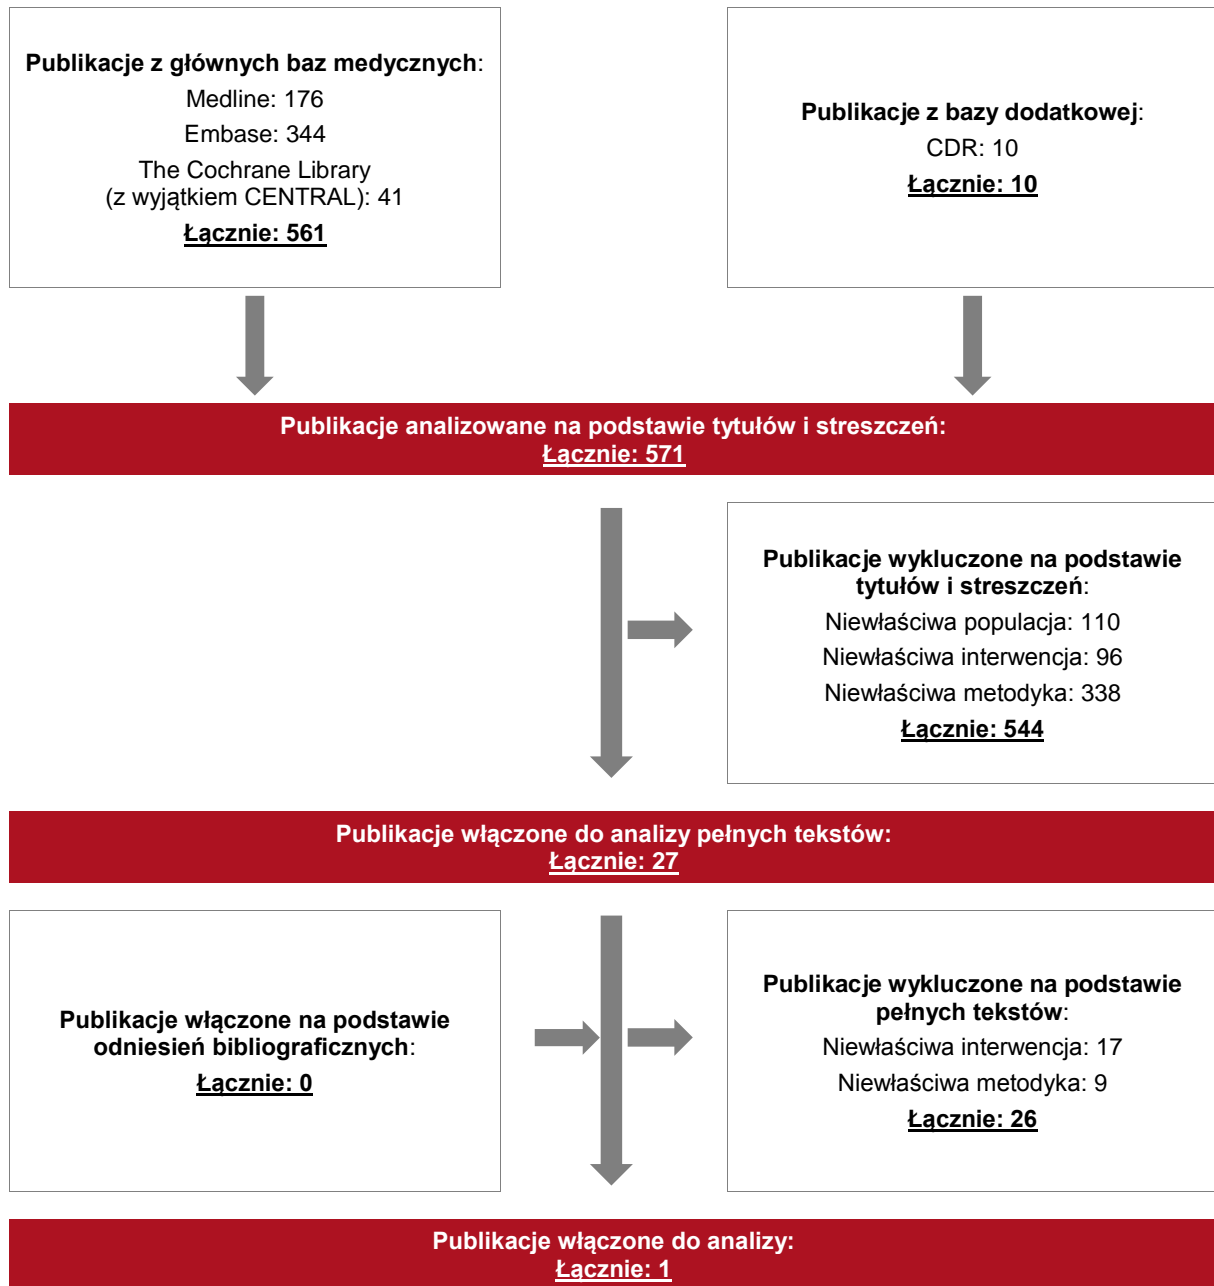 Publikacje z głównych baz medycznych:
Medline: 176
Embase: 344
The Cochrane Library
(z wyjątkiem CENTRAL): 41
Łącznie: 561
Publikacje z bazy dodatkowej:
CDR: 10
Łącznie: 10
Publikacje analizowane na podstawie tytułów i streszczeń:
Łącznie: 571
Publikacje wykluczone na podstawie
tytułów i streszczeń:
Niewłaściwa populacja: 110
Niewłaściwa interwencja: 96
Niewłaściwa metodyka: 338
Łącznie: 544
Publikacje włączone do analizy pełnych tekstów:
Łącznie: 27
Publikacje włączone na podstawie
odniesień bibliograficznych:
Łącznie: 0
Publikacje wykluczone na podstawie
pełnych tekstów:
Niewłaściwa interwencja: 17
Niewłaściwa metodyka: 9
Łącznie: 26
Publikacje włączone do analizy:
Łącznie: 1